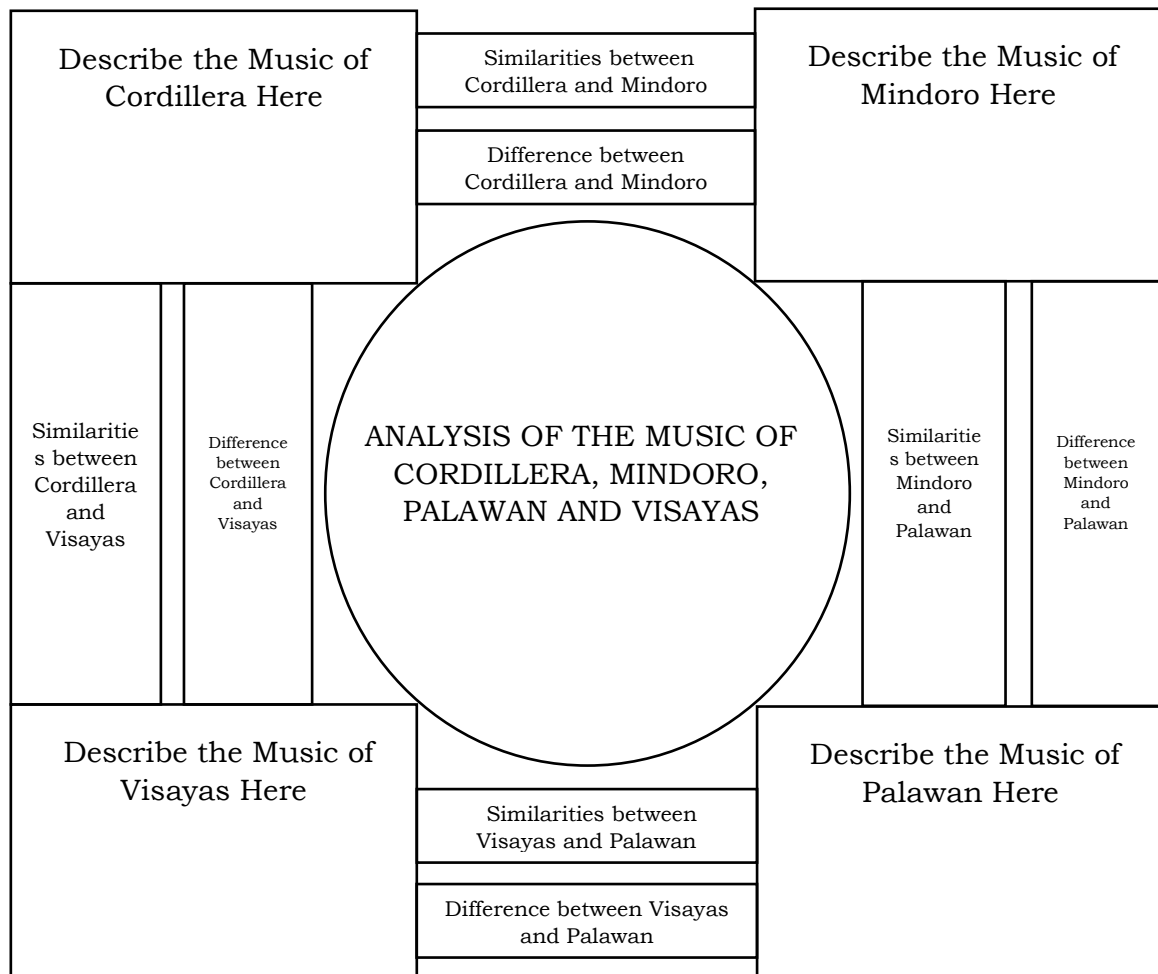 Describe the Music of
Cordillera Here
Similarities between
Cordillera and Mindoro
Difference between
Cordillera and Mindoro
Describe the Music of
Mindoro Here
Similaritie
s between
Cordillera
and
Visayas
Difference
between
Cordillera
and
Visayas
ANALYSIS OF THE MUSIC OF
CORDILLERA, MINDORO,
PALAWAN AND VISAYAS
Similaritie
s between
Mindoro
and
Palawan
Difference
between
Mindoro
and
Palawan
Describe the Music of
Visayas Here
Similarities between
Visayas and Palawan
Difference between Visayas
and Palawan
Describe the Music of
Palawan Here